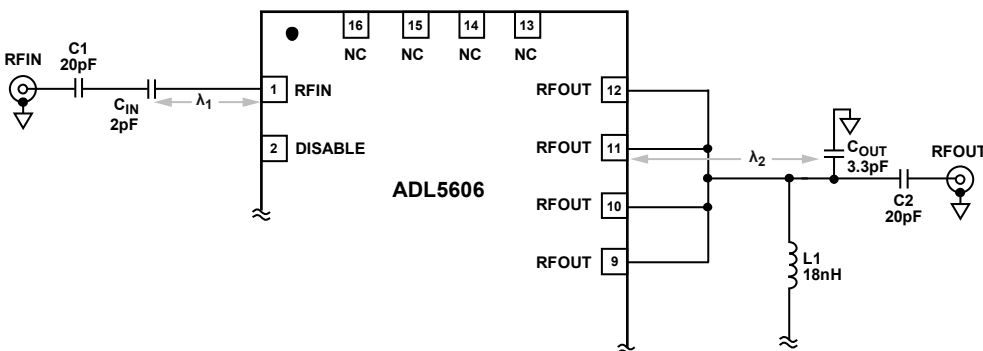 16 15 14 13
NC NC NC NC
RFIN
C1
20pF
CIN
2pF
λ1
1 RFIN
2 DISABLE
ADL5606
RFOUT 12
RFOUT 11
RFOUT 10
RFOUT 9
λ2
COUT
3.3pF
RFOUT
C2
20pF
L1
18nH